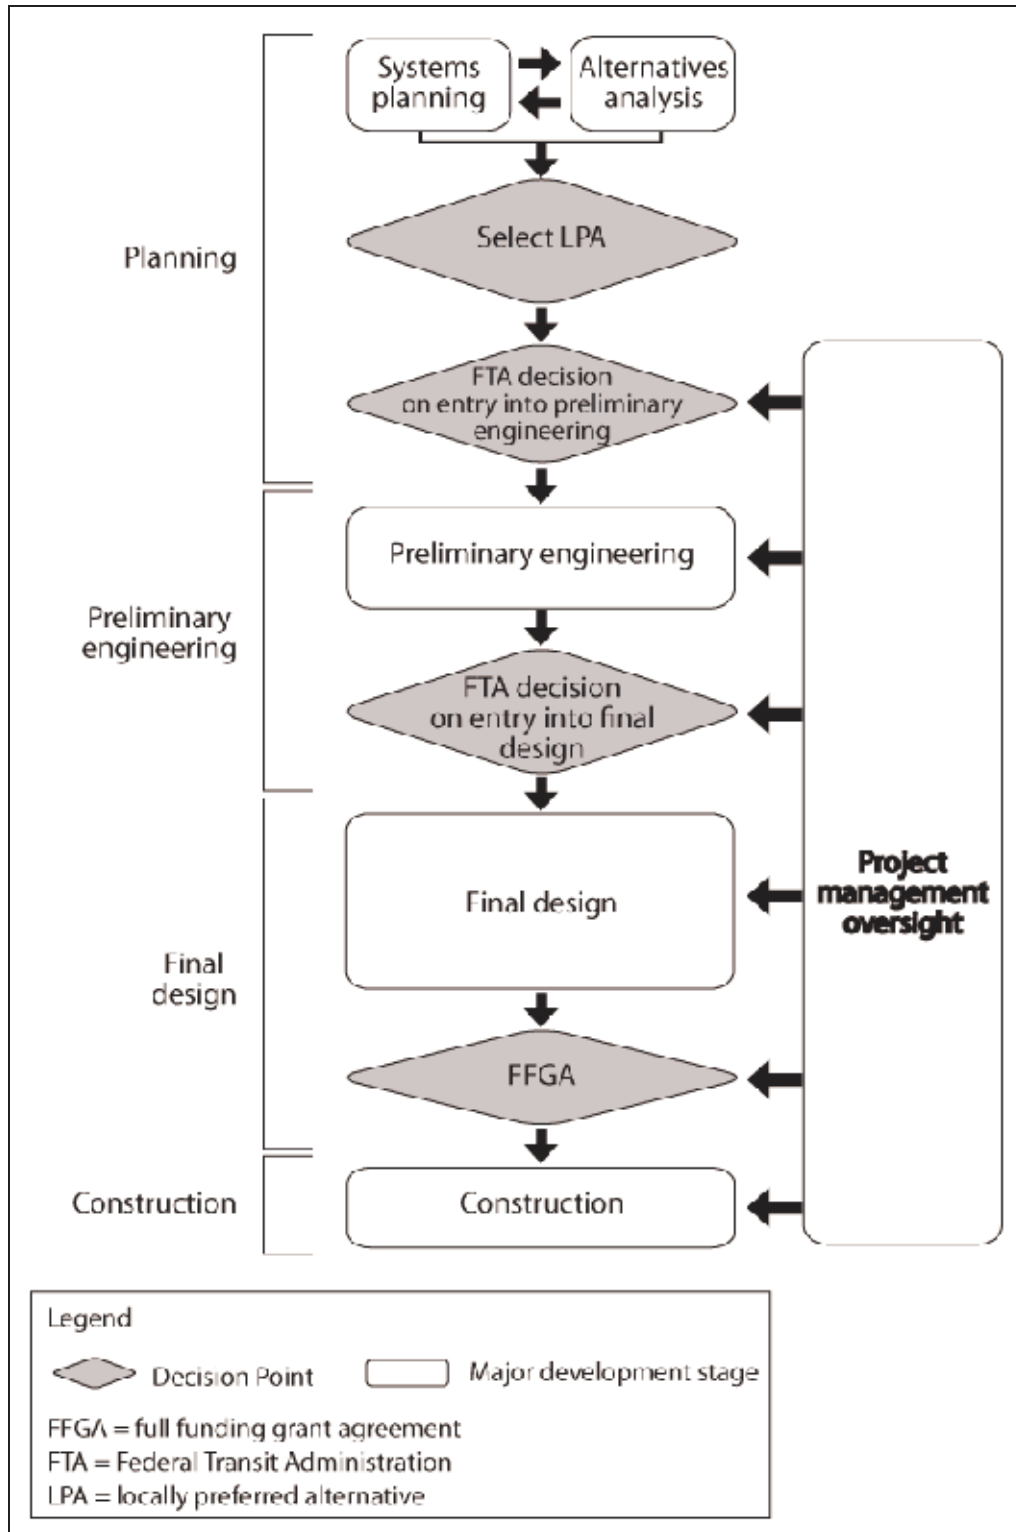 Systems
planning
Alternatives
analysis
Select LPA
Planning
FTA decision
on entry into preliminary
engineering
Preliminary engineering
Preliminary
engineering
FTA decision
on entry into final
design
Final design
Project
management
oversight
Final
design
FFGA
Construction
Construction
Legend
Decision Point
Major development stage
FFGA = full funding grant agreement
FTA = Federal Transit Administration
LPA = locally preferred alternative